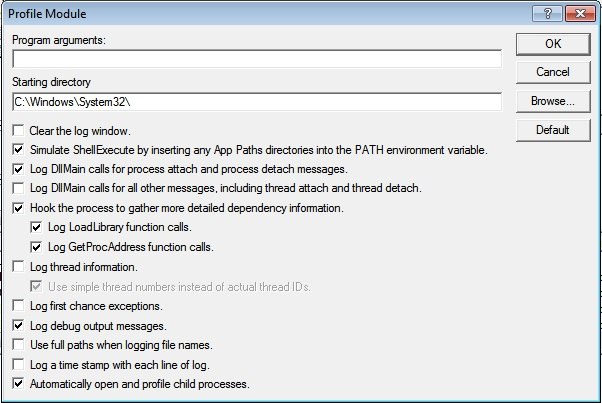 Profile Module
Program arguments:
OK
Starting directory
Cancel
C:\Windows\System32\
Browse...
Clear the log window.
Default
Simulate ShellExecute by inserting any App Paths directories into the PATH environment variable.
Log DllMain calls for process attach and process detach messages.
Log DllMain calls for all other messages, including thread attach and thread detach.
Hook the process to gather more detailed dependency information.
Log LoadLibrary function calls.
Log GetProcAddress function calls.
Log thread information.
Use simple thread numbers instead of actual thread IDs.
Log first chance exceptions.
Log debug output messages.
Use full paths when logging file names.
Log a time stamp with each line of log.
Automatically open and profile child processes.